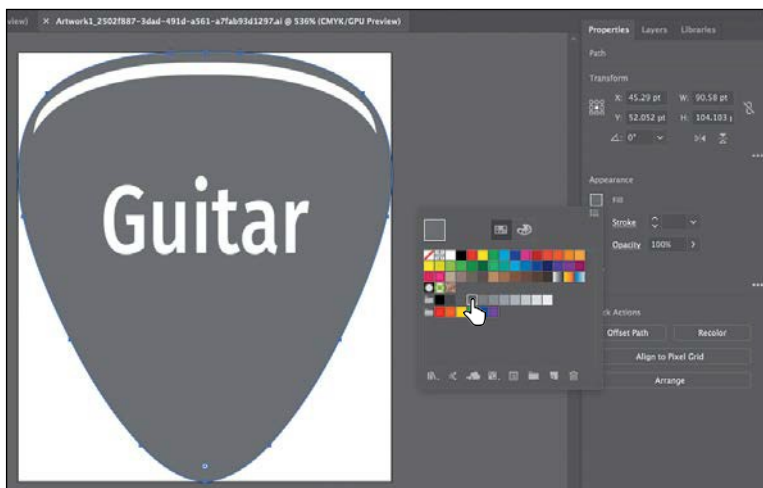 view) × Artwork1_2502f887-3dad-491d-a561-a7fab93d1297.ai @ 536% (CMYK/GPU Preview)
Properties Layers Libraries
Path
Transform
X: 45.29 pt W: 90.58 pt
Y: 52.052 pt H: 104.103
0°
Appearance
Fill
Stroke
Opacity 100%
Guitar
k Actions
Offset Path Recolor
Align to Pixel Grid
Arrange